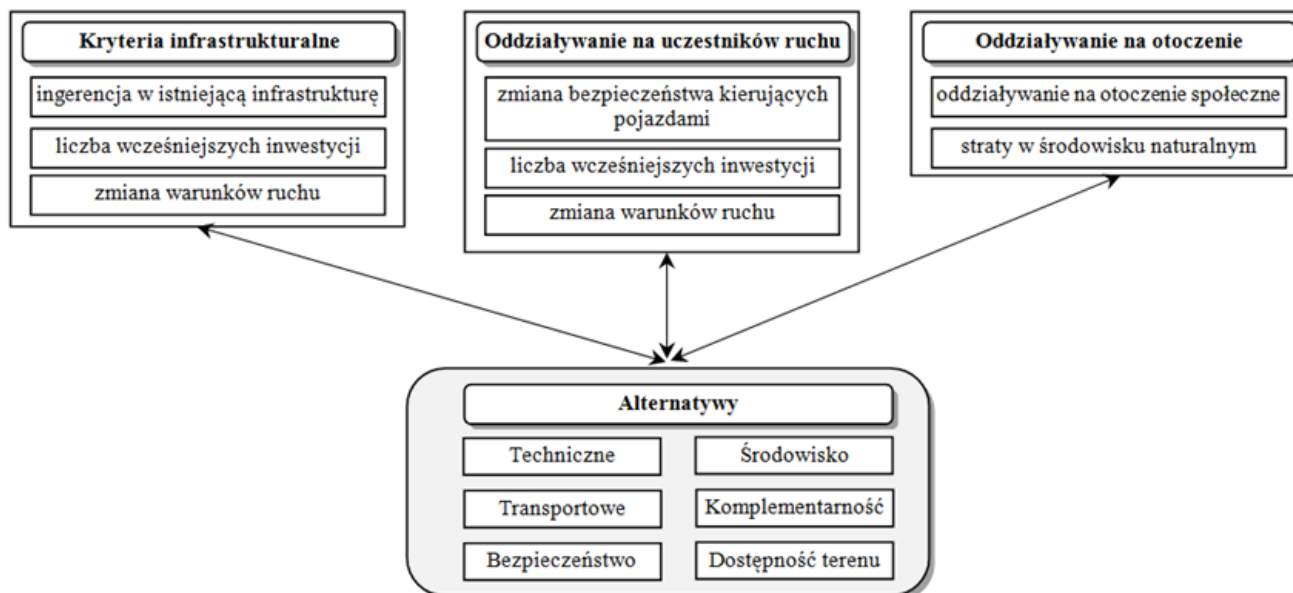 Kryteria infrastrukturalne
ingerencja w istniejącą infrastrukturę
liczba wcześniejszych inwestycji
zmiana warunków ruchu
Oddziaływanie na uczestników ruchu
zmiana bezpieczeństwa kierujących
pojazdami
liczba wcześniejszych inwestycji
zmiana warunków ruchu
Oddziaływanie na otoczenie
oddziaływanie na otoczenie społeczne
straty w środowisku naturalnym
Alternatywy
Techniczne
Środowisko
Transportowe
Komplementarność
Bezpieczeństwo
Dostępność terenu